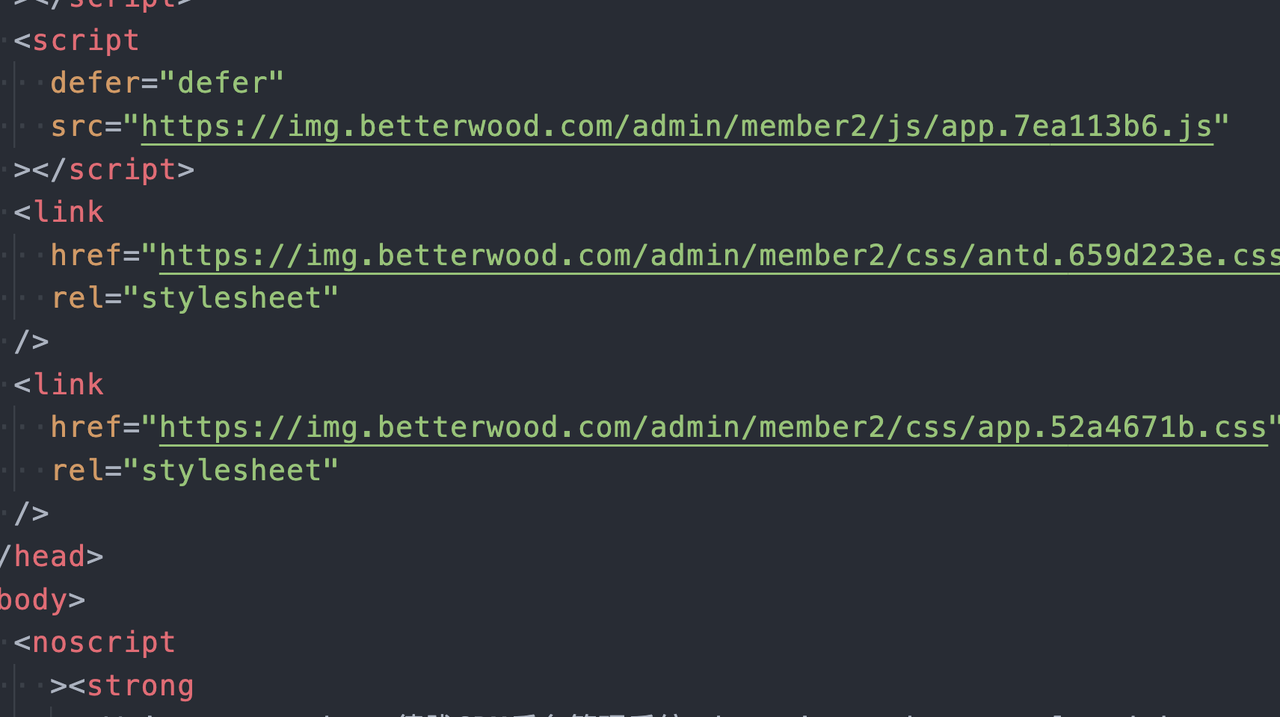 ></script>
<script
defer="defer"
src="https://img.betterwood.com/admin/member2/js/app.7ea113b6.js"
></script>
<link
href="https://img.betterwood.com/admin/member2/css/antd.659d223e.css
rel="stylesheet"
/>
<link
href="https://img.betterwood.com/admin/member2/css/app.52a4671b.css"
rel="stylesheet"
/>
/head>
body>
<noscript
><strong